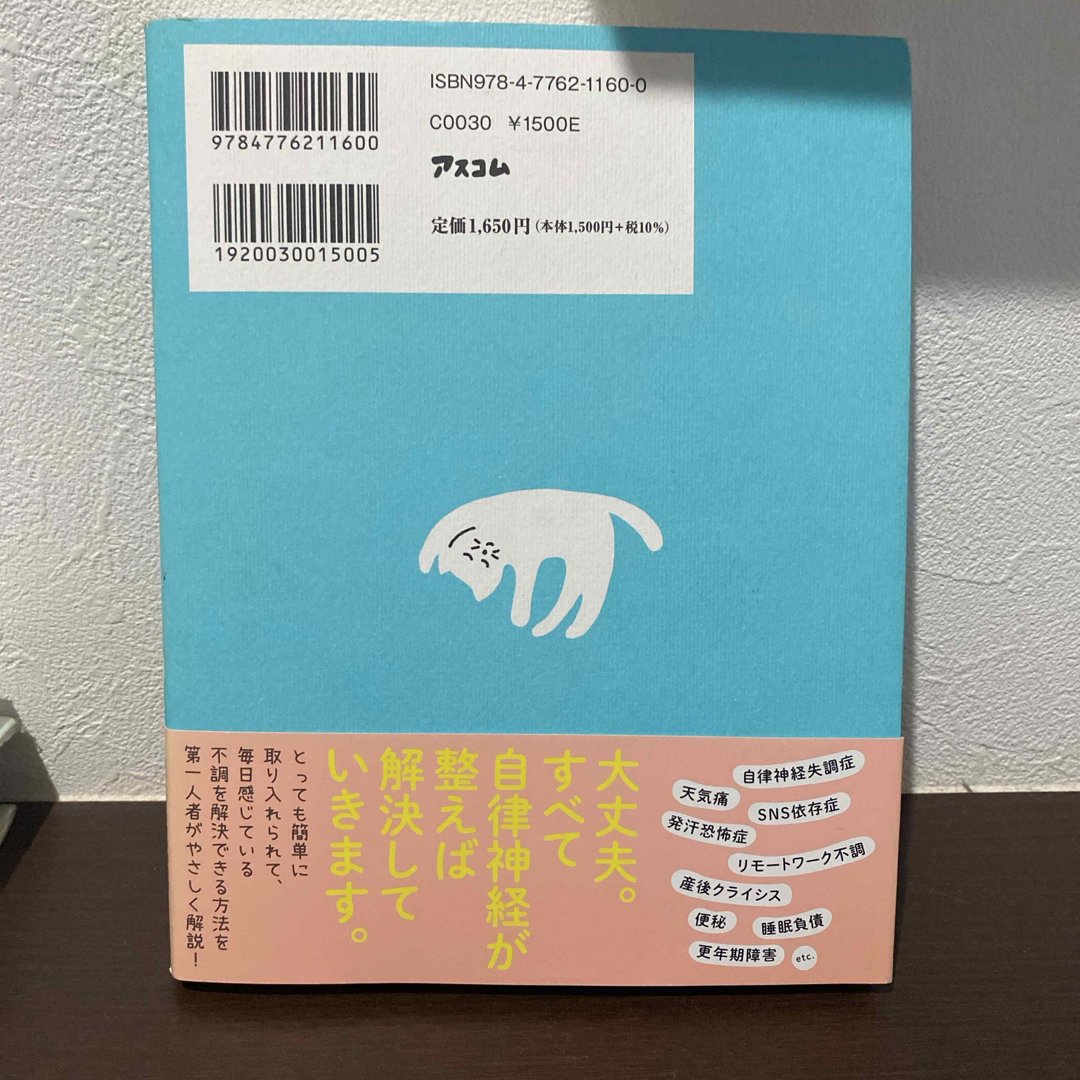 ISBN978-4-7762-1160-0
C0030 ¥1500E
アスコム
定価1,650円(本体1,500円+税10%)
9784776211600
1920030015005
自律神経失調症
天気痛
SNS依存症
発汗恐怖症
リモートワーク不調
産後クライシス
便秘
睡眠負債
更年期障害
etc.
大丈夫。
すべて
自律神経が
整えば
解決して
いきます。
とっても簡単に
取り入れられて、
毎日感じている
不調を解決できる方法を
第一人者がやさしく解説!